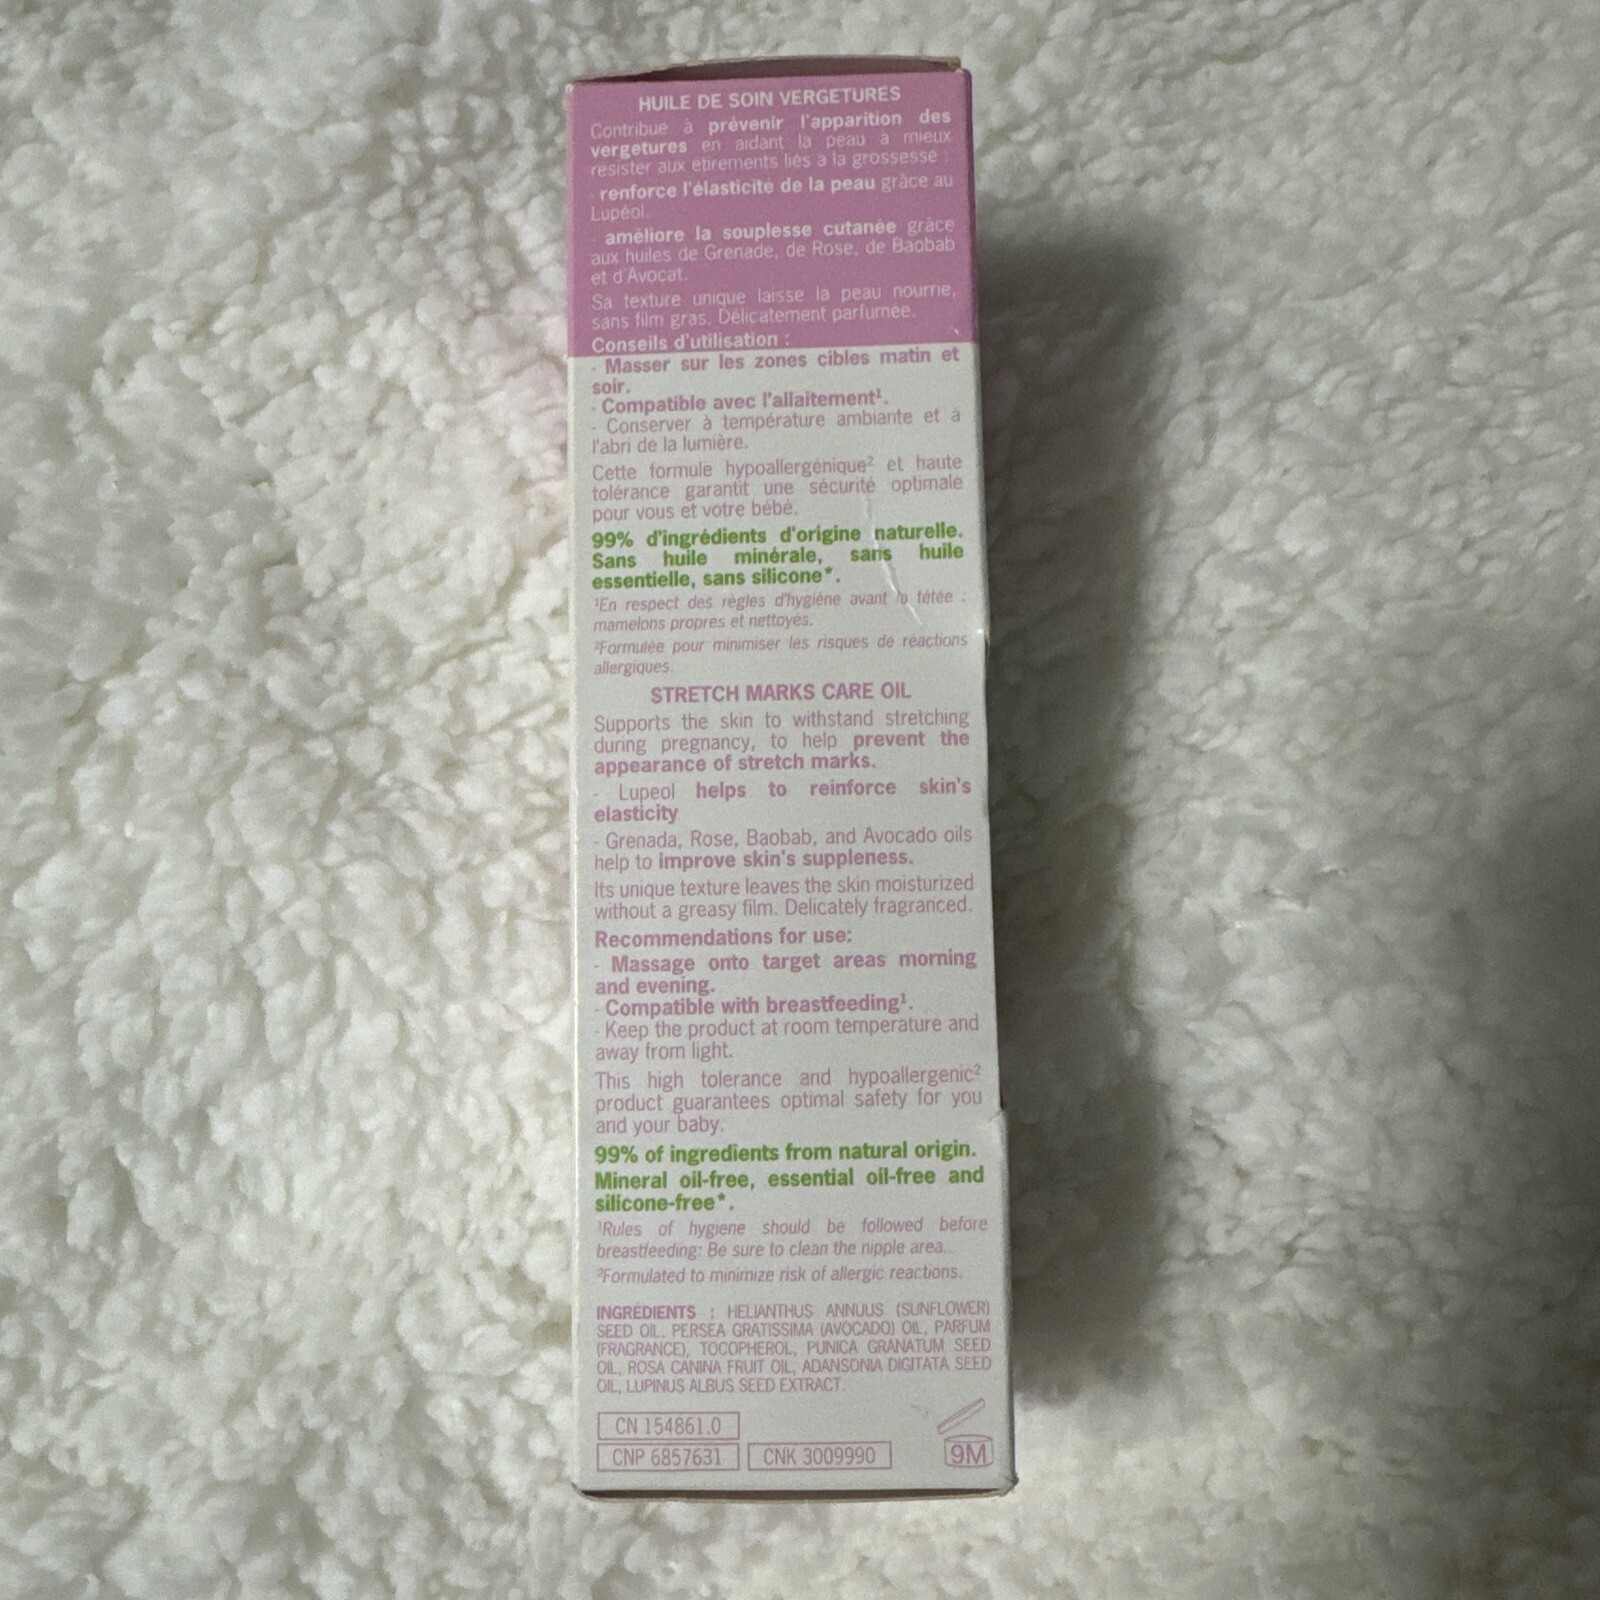 HUILE DE SOIN VERGETURES
Contribue à prévenir l'apparition des
vergetures en aidant la peau à mieux
résister aux étirements liés à la grossesse :
- renforce l'élasticité de la peau grâce au
Lupéol.
- améliore la souplesse cutanée grâce
aux huiles de Grenade, de Rose, de Baobab
et d'Avocat.
Sa texture unique laisse la peau nourrie,
sans film gras. Délicatement parfumée.
Conseils d'utilisation :
- Masser sur les zones cibles matin et
soir.
- Compatible avec l'allaitement¹.
- Conserver à température ambiante et à
l'abri de la lumière.
Cette formule hypoallergénique² et haute
tolérance garantit une sécurité optimale
pour vous et votre bébé.
99% d'ingrédients d'origine naturelle.
Sans huile minérale, sans huile
essentielle, sans silicone*.
¹En respect des règles d'hygiène avant la tétée :
mamelons propres et nettoyés.
²Formulée pour minimiser les risques de réactions
allergiques.
STRETCH MARKS CARE OIL
Supports the skin to withstand stretching
during pregnancy, to help prevent the
appearance of stretch marks.
- Lupeol helps to reinforce skin's
elasticity
- Grenada, Rose, Baobab, and Avocado oils
help to improve skin's suppleness.
Its unique texture leaves the skin moisturized
without a greasy film. Delicately fragranced.
Recommendations for use:
- Massage onto target areas morning
and evening.
- Compatible with breastfeeding¹.
- Keep the product at room temperature and
away from light.
This high tolerance and hypoallergenic²
product guarantees optimal safety for you
and your baby.
99% of ingredients from natural origin.
Mineral oil-free, essential oil-free and
silicone-free*.
¹Rules of hygiene should be followed before
breastfeeding: Be sure to clean the nipple area...
²Formulated to minimize risk of allergic reactions.
INGRÉDIENTS : HELIANTHUS ANNUUS (SUNFLOWER)
SEED OIL, PERSEA GRATISSIMA (AVOCADO) OIL, PARFUM
(FRAGRANCE), TOCOPHEROL, PUNICA GRANATUM SEED
OIL, ROSA CANINA FRUIT OIL, ADANSONIA DIGITATA SEED
OIL, LUPINUS ALBUS SEED EXTRACT.
CN 154861.0
CNP 6857631 CNK 3009990
9M